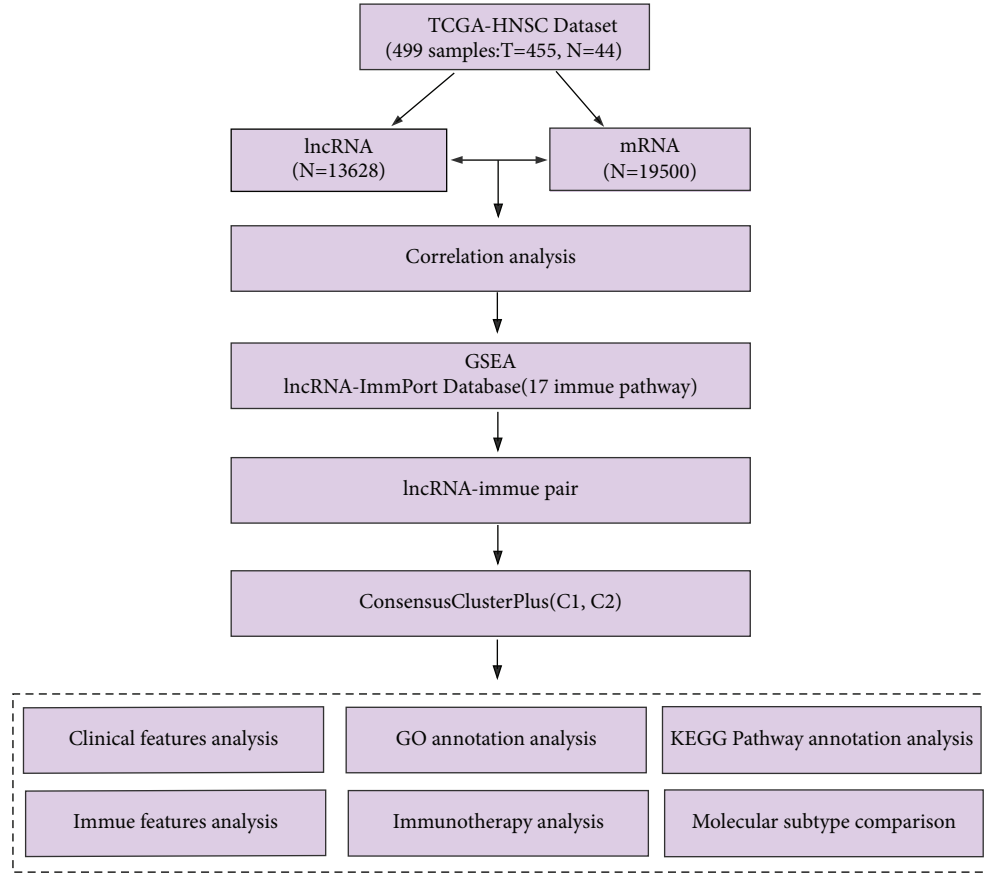 TCGA-HNSC Dataset
(499 samples:T=455, N=44)
lncRNA
(N=13628)
mRNA
(N=19500)
Correlation analysis
GSEA
lncRNA-ImmPort Database(17 immue pathway)
lncRNA-immue pair
ConsensusClusterPlus(C1, C2)
Clinical features analysis
GO annotation analysis
KEGG Pathway annotation analysis
Immue features analysis
Immunotherapy analysis
Molecular subtype comparison